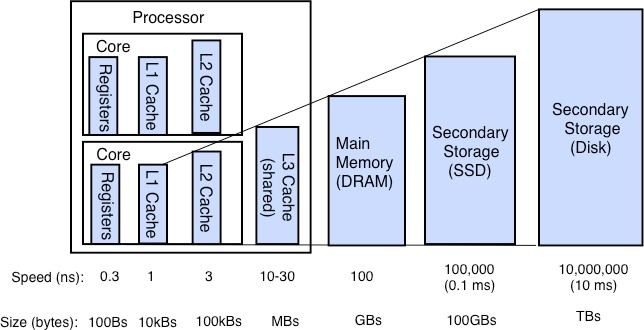 Processor
Core
Registers
L1 Cache
L2 Cache
Core
Registers
L1 Cache
L2 Cache
L3 Cache
(shared)
Main
Memory
(DRAM)
Secondary
Storage
(SSD)
Secondary
Storage
(Disk)
Speed (ns): 0.3 1 3 10-30 100 100,000 10,000,000
(0.1 ms) (10 ms)
Size (bytes): 100Bs 10kBs 100kBs MBs GBs 100GBs TBs